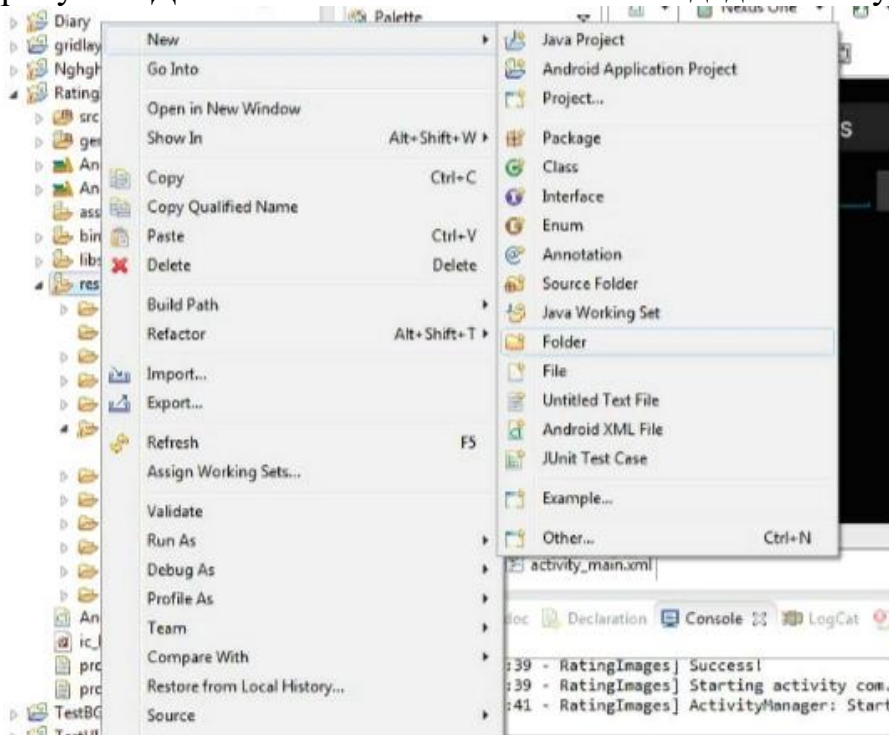 Diary
gridlay
Nghgh
Rating
src
ger
An
An
ass
bin
libs
res
An
ic_l
pro
pro
TestBG
New
Go Into
Open in New Window
Show In Alt+Shift+W
Copy Ctrl+C
Copy Qualified Name
Paste Ctrl+V
Delete Delete
Build Path
Refactor Alt+Shift+T
Import...
Export...
Refresh F5
Assign Working Sets...
Validate
Run As
Debug As
Profile As
Team
Compare With
Restore from Local History...
Source
Palette
Nexus One
Java Project
Android Application Project
Project...
Package
Class
Interface
Enum
Annotation
Source Folder
Java Working Set
Folder
File
Untitled Text File
Android XML File
JUnit Test Case
Example...
Other... Ctrl+N
s
activity_main.xml
doc Declaration Console LogCat
:39 - RatingImages] Success!
:39 - RatingImages] Starting activity com.
:41 - RatingImages] ActivityManager: Start